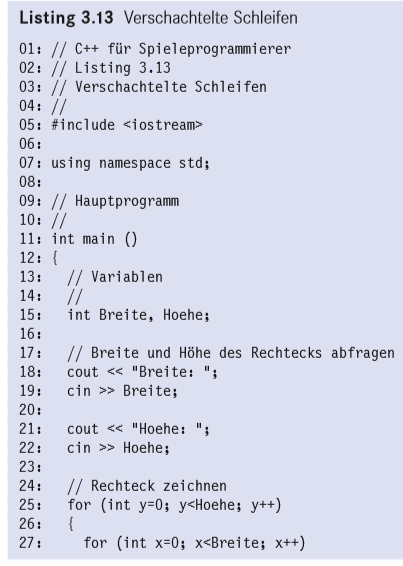 Listing 3.13 Verschachtelte Schleifen
01: // C++ für Spieleprogrammierer
02: // Listing 3.13
03: // Verschachtelte Schleifen
04: //
05: #include <iostream>
06:
07: using namespace std;
08:
09: // Hauptprogramm
10: //
11: int main ()
12: {
13:   // Variablen
14:   //
15:   int Breite, Hoehe;
16:
17:   // Breite und Höhe des Rechtecks abfragen
18:   cout << "Breite: ";
19:   cin >> Breite;
20:
21:   cout << "Hoehe: ";
22:   cin >> Hoehe;
23:
24:   // Rechteck zeichnen
25:   for (int y=0; y<Hoehe; y++)
26:   {
27:     for (int x=0; x<Breite; x++)